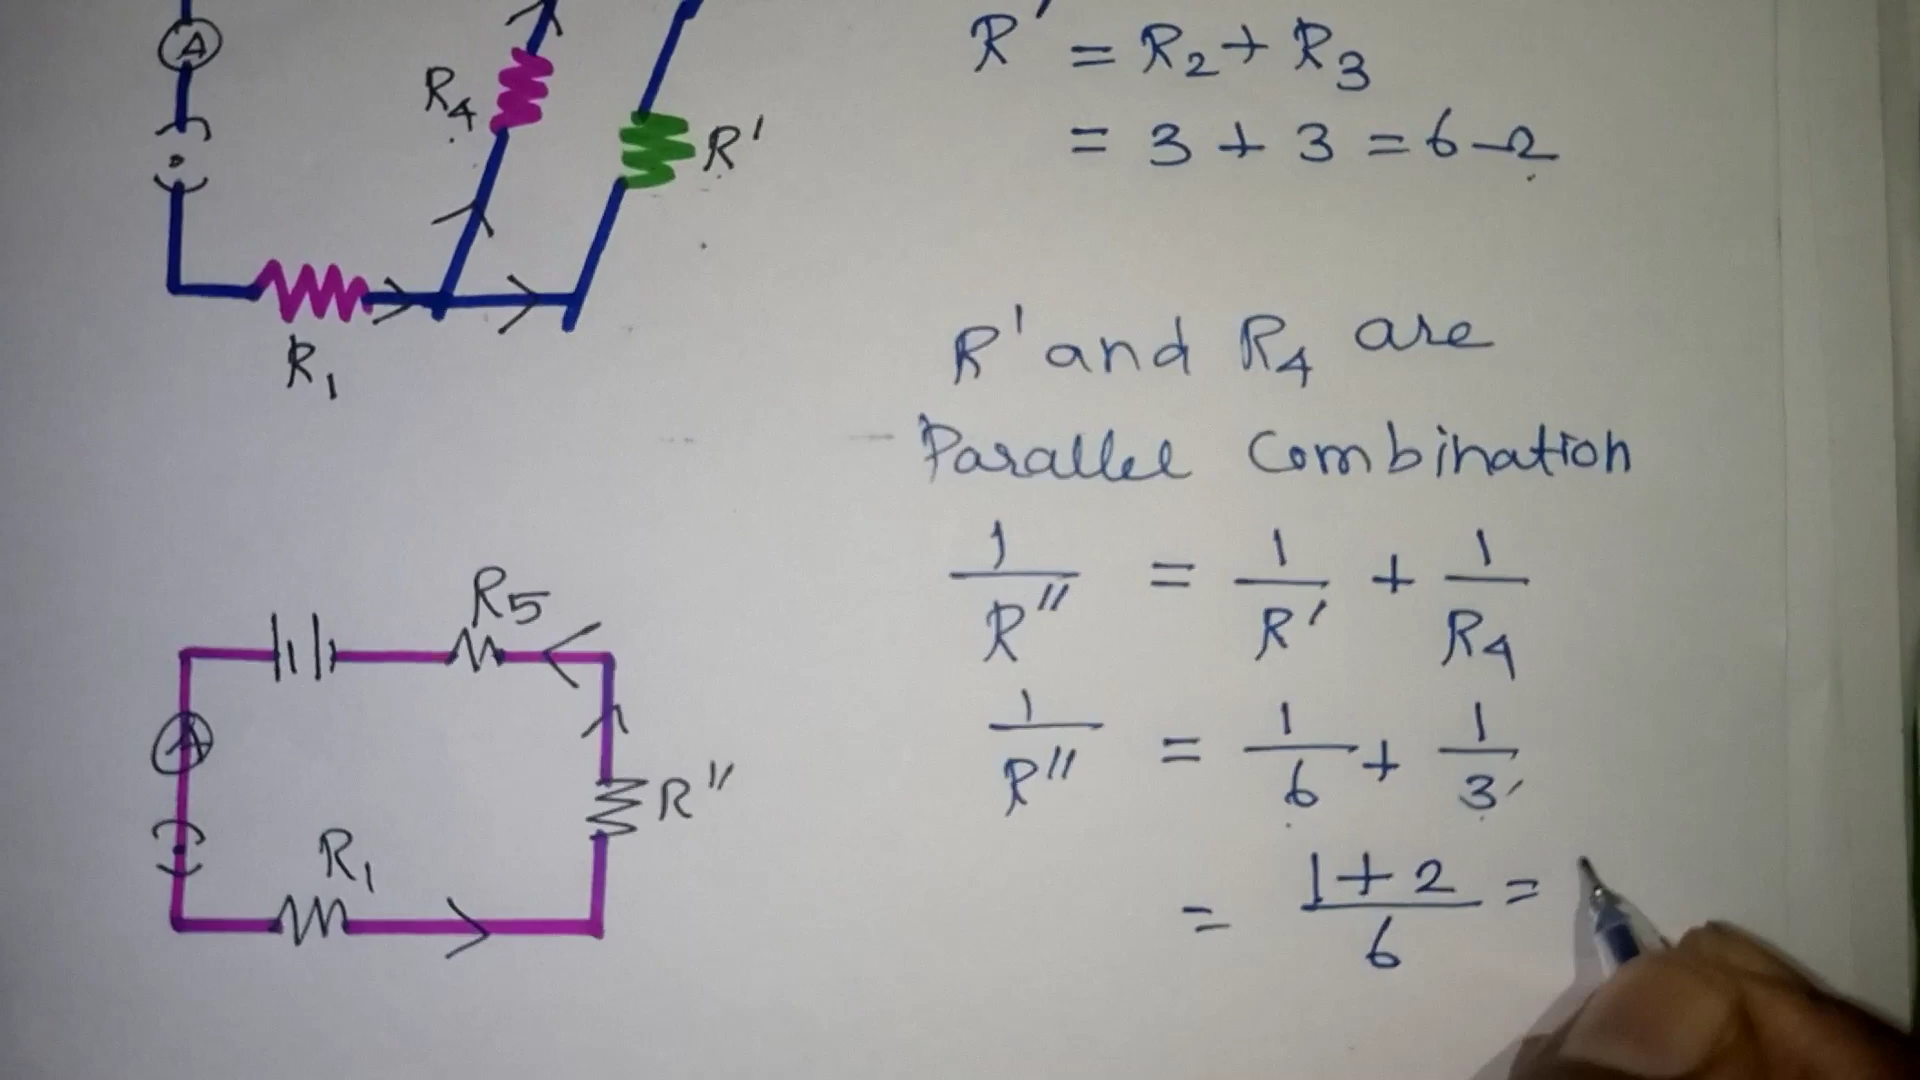 A
R4
R'
R1
R' = R2 + R3
= 3 + 3 = 6 Ω
R' and R4 are
Parallel Combination
1/R'' = 1/R' + 1/R4
1/R'' = 1/6 + 1/3
= 1+2/6 =
R5
A
R''
R1